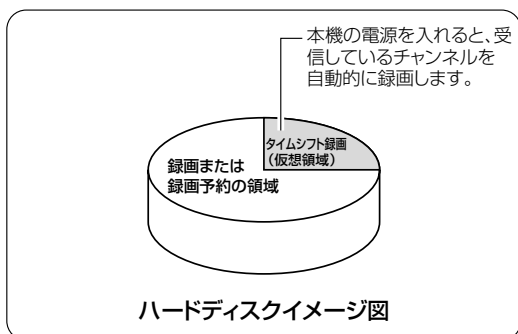 本機の電源を入れると、受
信しているチャンネルを
自動的に録画します。
タイムシフト録画
（仮想領域）
録画または
録画予約の領域
ハードディスクイメージ図